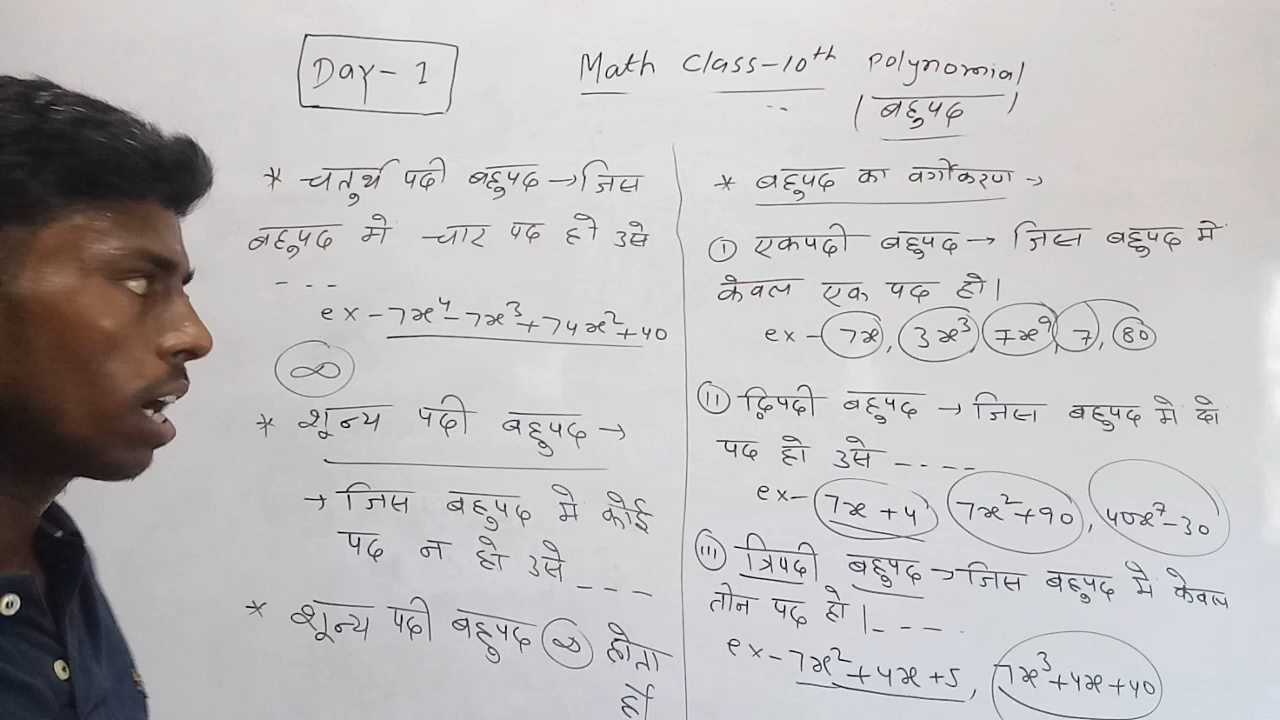 Day-1
Math Class-10th Polynomial
(बहुपद)
* चतुर्थ पदी बहुपद → जिस
बहुपद मे चार पद हो उसे
- - -
ex - 7x⁴-7x³+74x²+40
∞
* शून्य पदी बहुपद →
→ जिस बहुपद मे कोई
पद न हो उसे - - -
* शून्य पदी बहुपद ∞ होता
है
* बहुपद का वर्गीकरण →
① एकपदी बहुपद → जिस बहुपद मे
केवल एक पद हो।
ex - 7x, 3x³, 7x⁹, 7, 80
⑪ द्विपदी बहुपद → जिस बहुपद मे दो
पद हो उसे - - - -
ex - 7x + 4, 7x²+90, 40x⁷-30
⑪⑪ त्रिपदी बहुपद → जिस बहुपद मे केवल
तीन पद हो।- - - .
ex - 7x²+4x+5, 7x³+4x+40